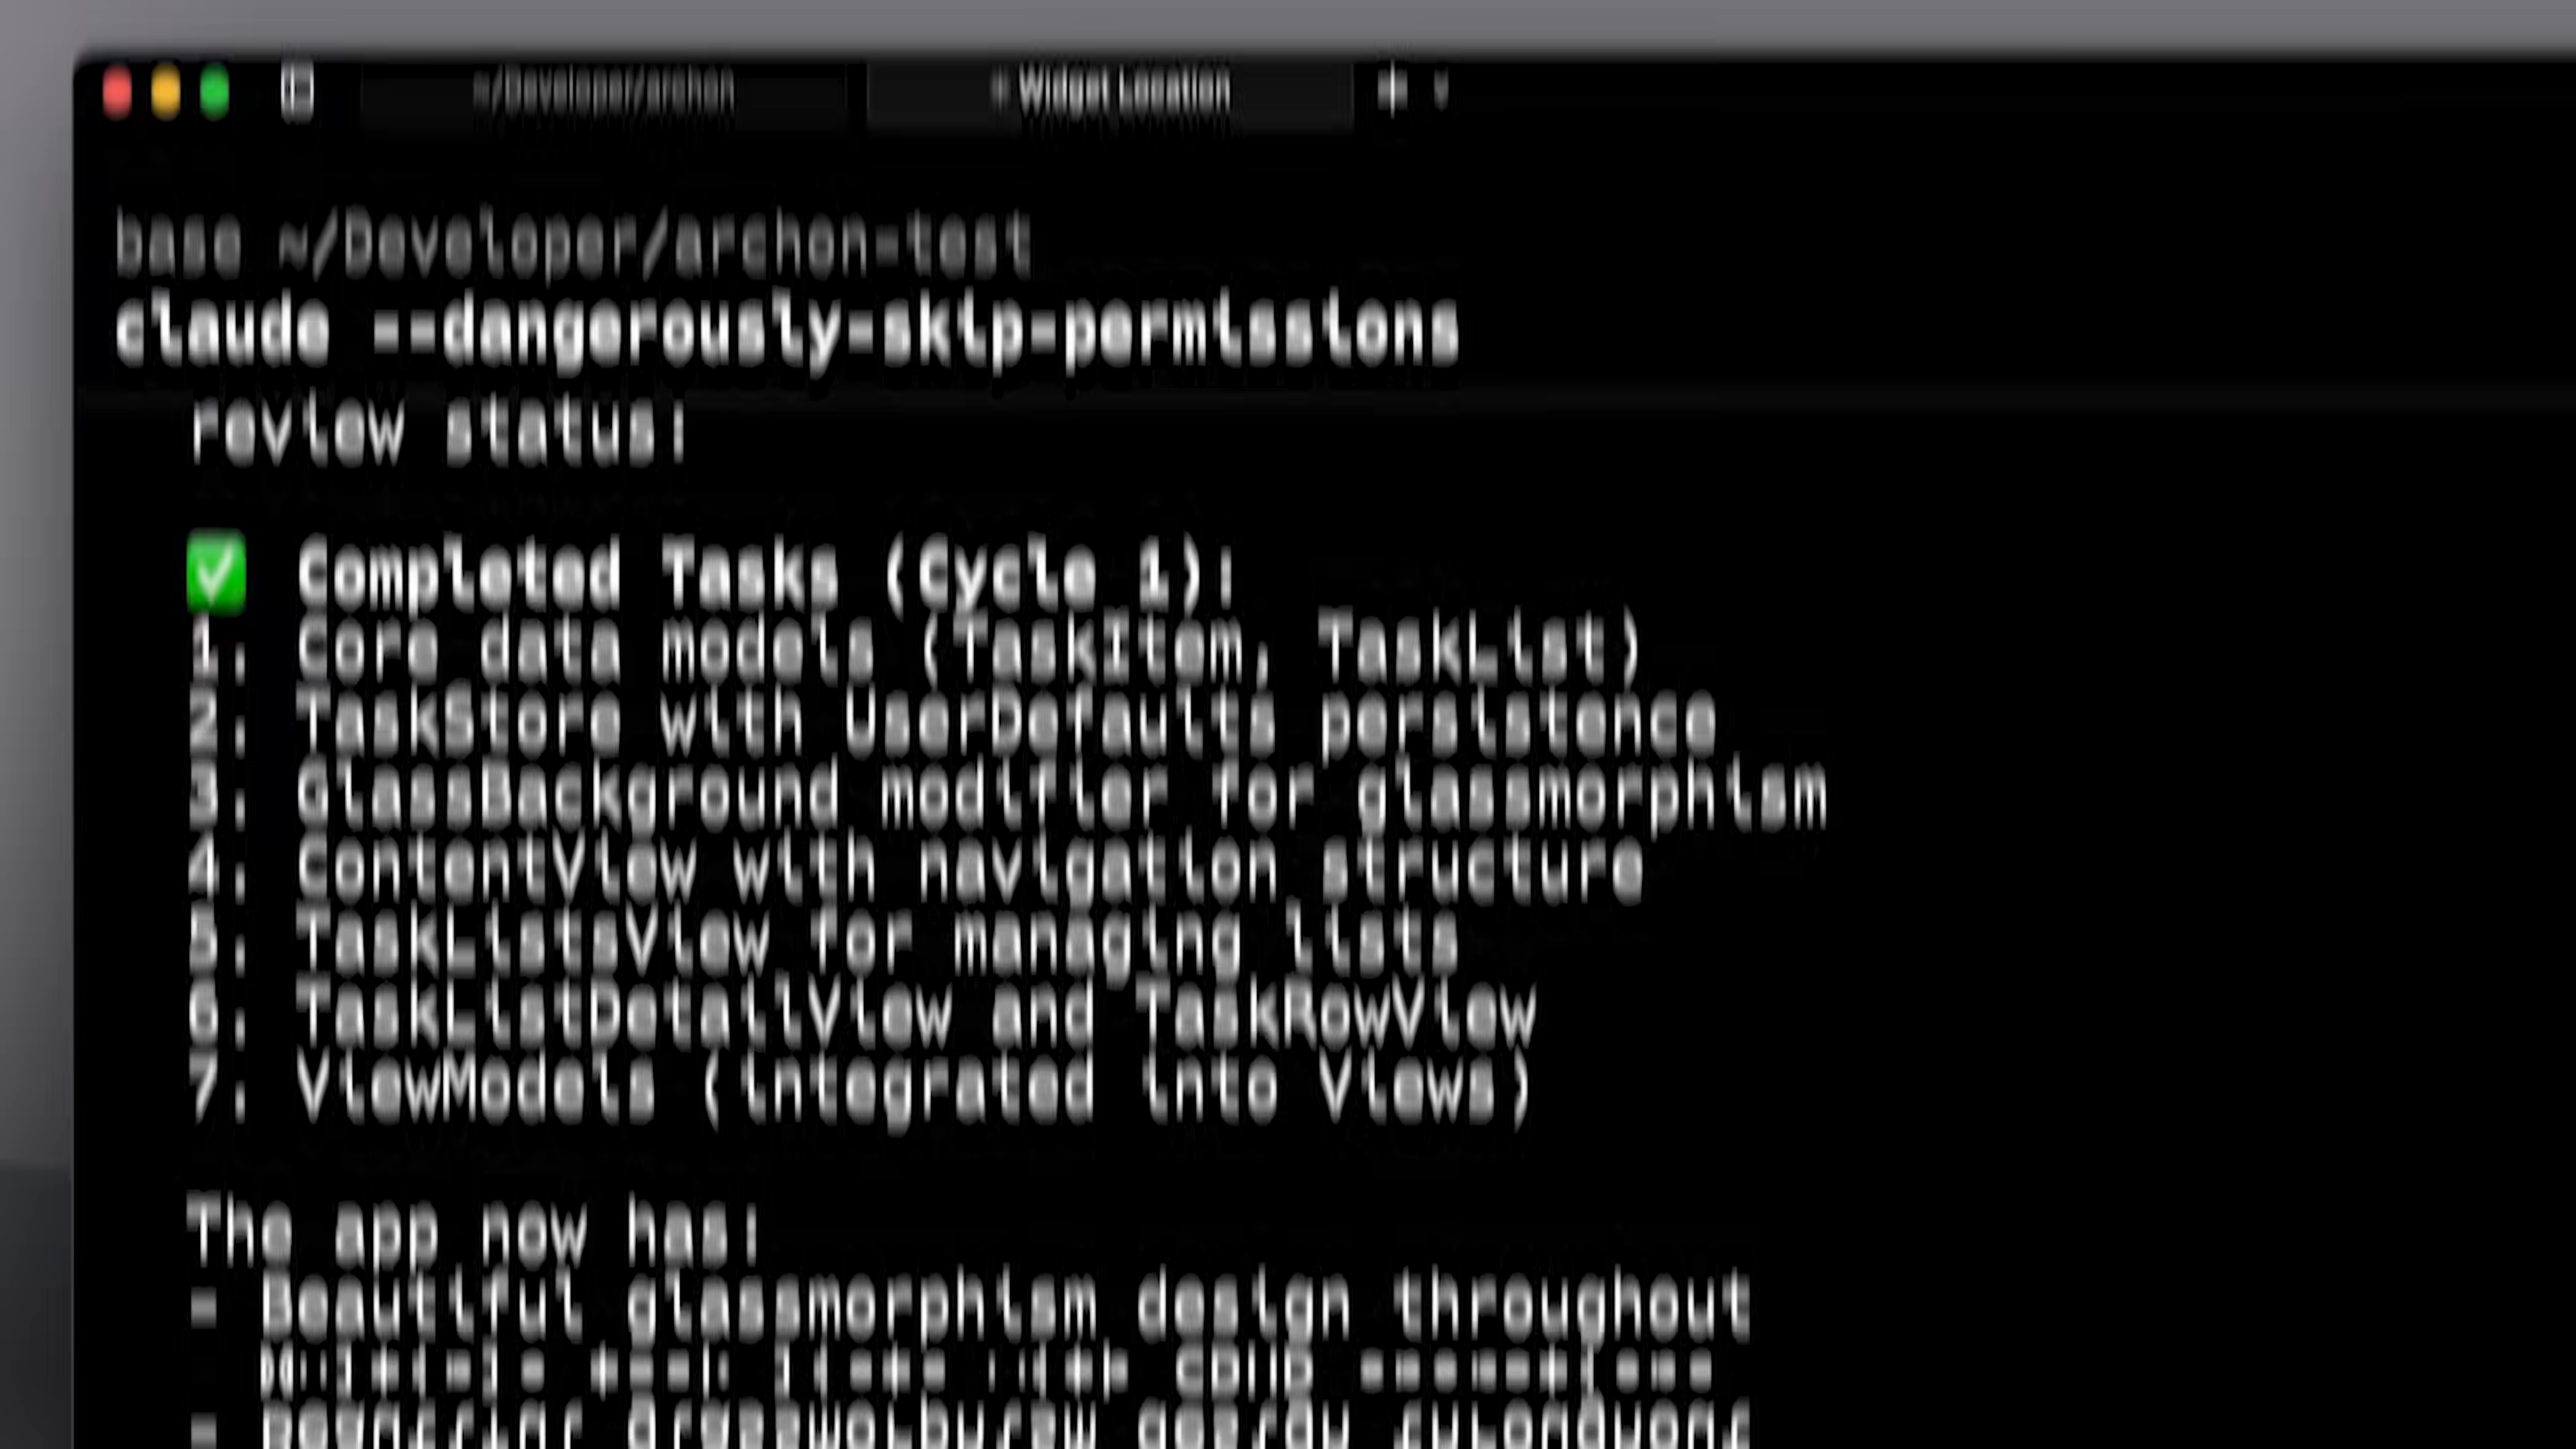 ~/Developer/archon
Widget Location
base ~/Developer/archon-test
claude --dangerously-skip-permissions
review status:
✅ Completed Tasks (Cycle 1):
1. Core data models (TaskItem, TaskList)
2. TaskStore with UserDefaults persistence
3. GlassBackground modifier for glassmorphism
4. ContentView with navigation structure
5. TaskListsView for managing lists
6. TaskListDetailView and TaskRowView
7. ViewModels (integrated into Views)
The app now has:
- Beautiful glassmorphism design throughout